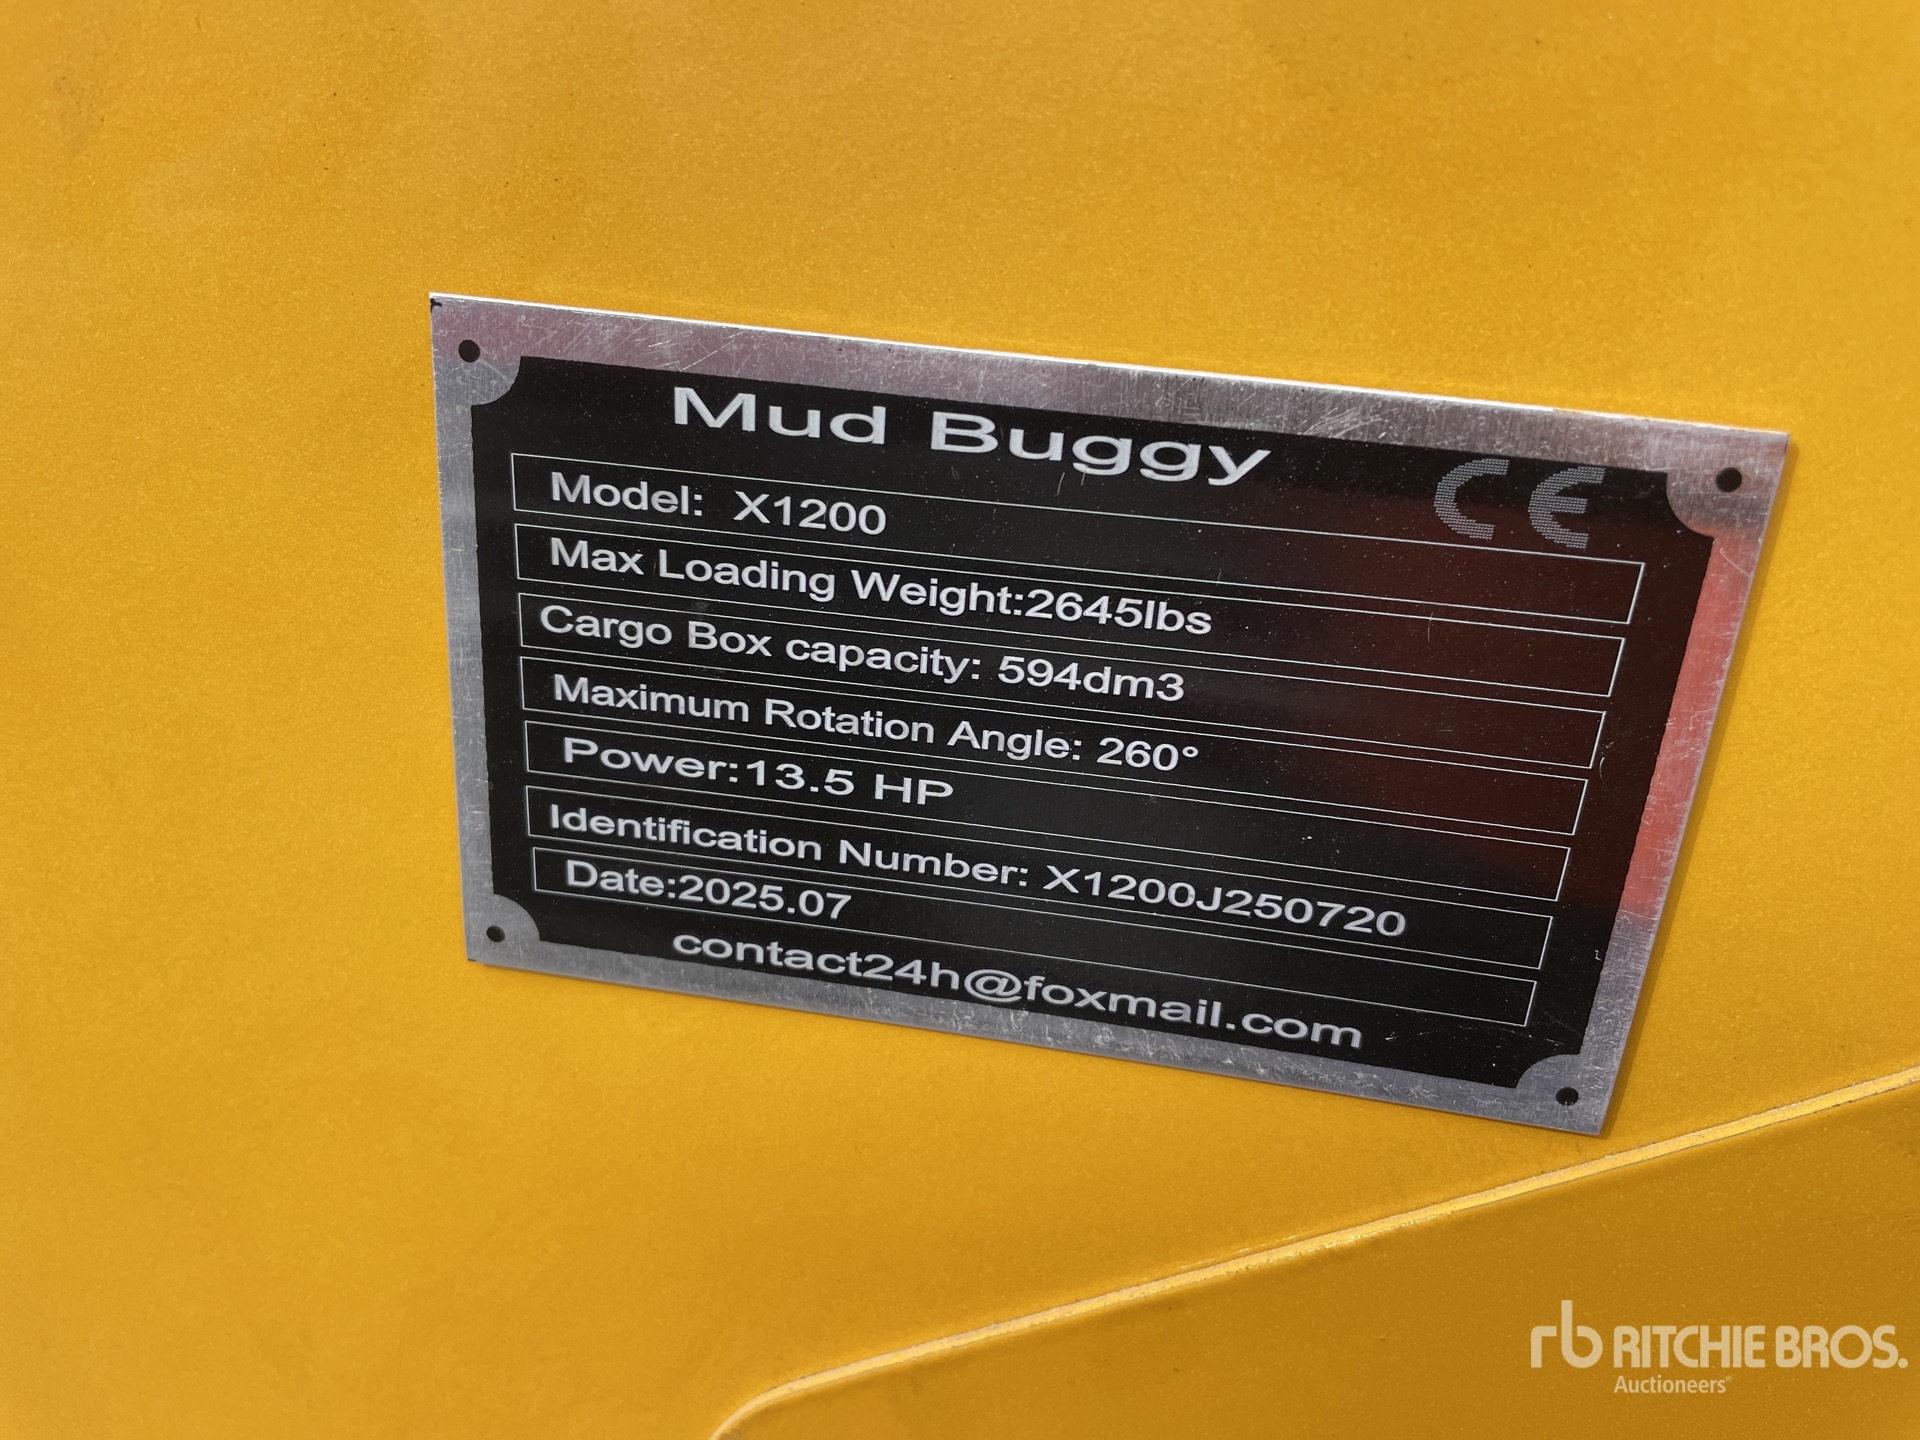 Mud Buggy
CE
Model: X1200
Max Loading Weight:2645lbs
Cargo Box capacity: 594dm3
Maximum Rotation Angle: 260°
Power:13.5 HP
Identification Number: X1200J250720
Date:2025.07
contact24h@foxmail.com
rb RITCHIE BROS.
Auctioneers®